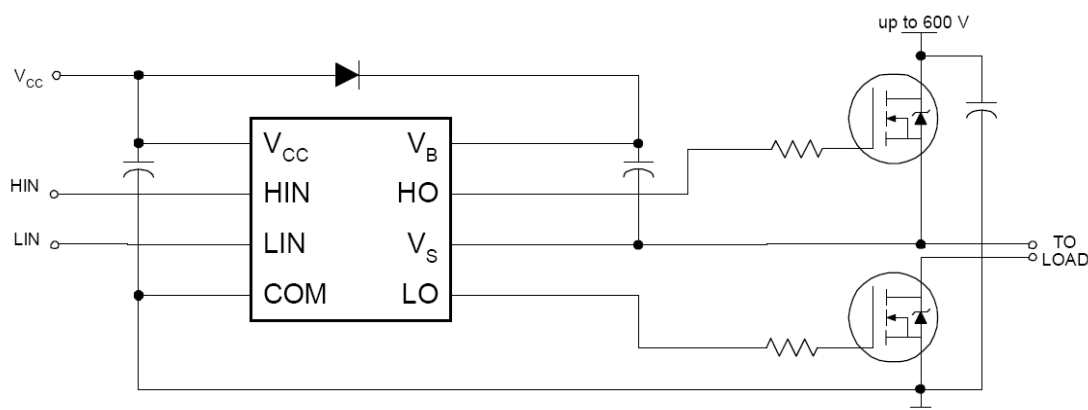 up to 600 V
VCC
VCC VB
HIN HIN HO
LIN LIN VS
TO
LOAD
COM LO